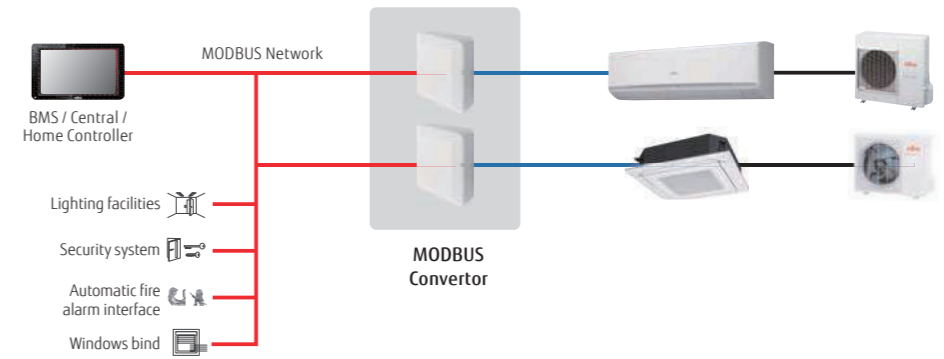 MODBUS Network
BMS / Central /
Home Controller
Lighting facilities
Security system
Automatic fire
alarm interface
Windows bind
MODBUS
Convertor